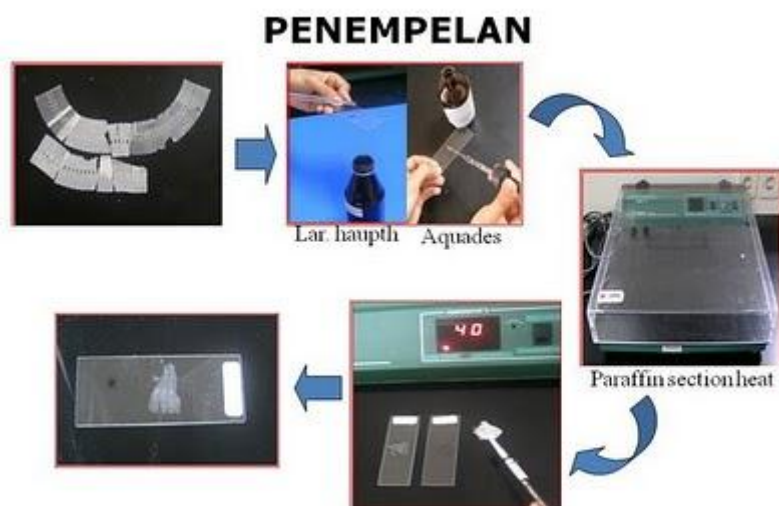 PENEMPELAN
Lar. haupth
Aquades
Paraffin section heat
40